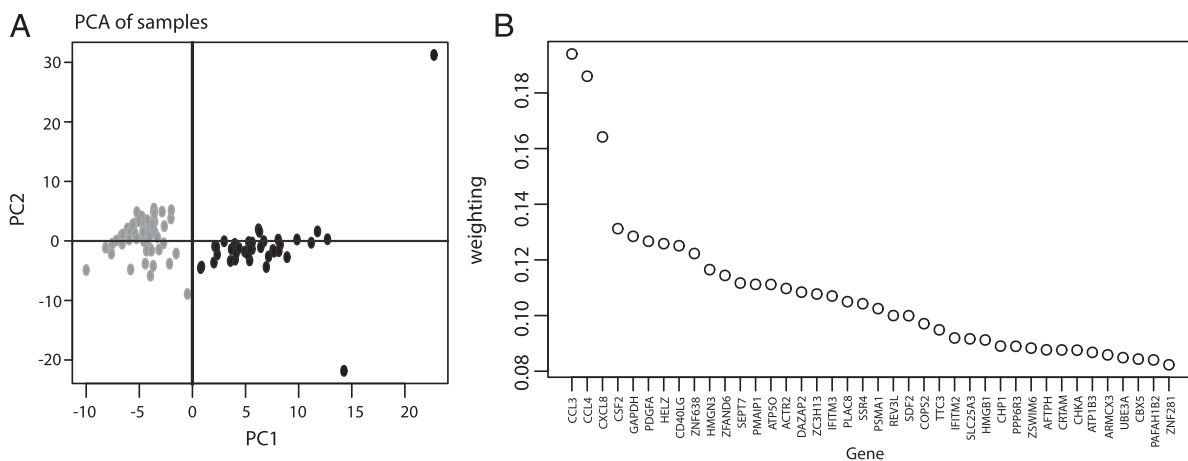 A
PCA of samples
PC2
30
20
10
0
-10
-20
-10
-5
0
5
10
15
20
PC1
B
weighting
0.18
0.16
0.14
0.12
0.10
0.08
CCL3
CCL4
CXCL8
CSF2
GAPDH
PDGFA
HELZ
CD40LG
ZNF638
HMGN3
ZFAND6
SEPT7
PMAIP1
ATP5O
ACTR2
DAZAP2
ZC3H13
IFITM3
PLAC8
SSR4
PSMA1
REV3L
SDF2
COPS2
TTC3
IFITM2
SLC25A3
HMGB1
CHP1
PPP6R3
ZSWIM6
AFTPH
CRTAM
CHKA
ATP1B3
ARMCX3
UBE3A
CBX5
PAFAH1B2
ZNF281
Gene